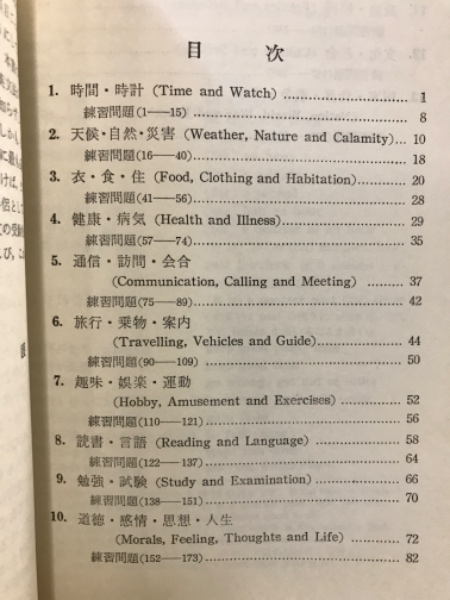 目次
1. 時間・時計 (Time and Watch) ........ 1
練習問題(1——15) ........ 8
2. 天候・自然・災害 (Weather, Nature and Calamity)... 10
練習問題(16——40) ........ 18
3. 衣・食・住 (Food, Clothing and Habitation) ........ 20
練習問題(41——56) ........ 28
4. 健康・病気 (Health and Illness) ........ 29
練習問題(57——74) ........ 35
5. 通信・訪問・会合
(Communication, Calling and Meeting) ........ 37
練習問題(75——89) ........ 42
6. 旅行・乗物・案内
(Travelling, Vehicles and Guide) ........ 44
練習問題(90——109) ........ 50
7. 趣味・娯楽・運動
(Hobby, Amusement and Exercises) ........ 52
練習問題(110——121) ........ 56
8. 読書・言語 (Reading and Language) ........ 58
練習問題(122——137) ........ 64
9. 勉強・試験 (Study and Examination) ........ 66
練習問題(138——151) ........ 70
10. 道徳・感情・思想・人生
(Morals, Feeling, Thoughts and Life) ........ 72
練習問題(152——173) ........ 82